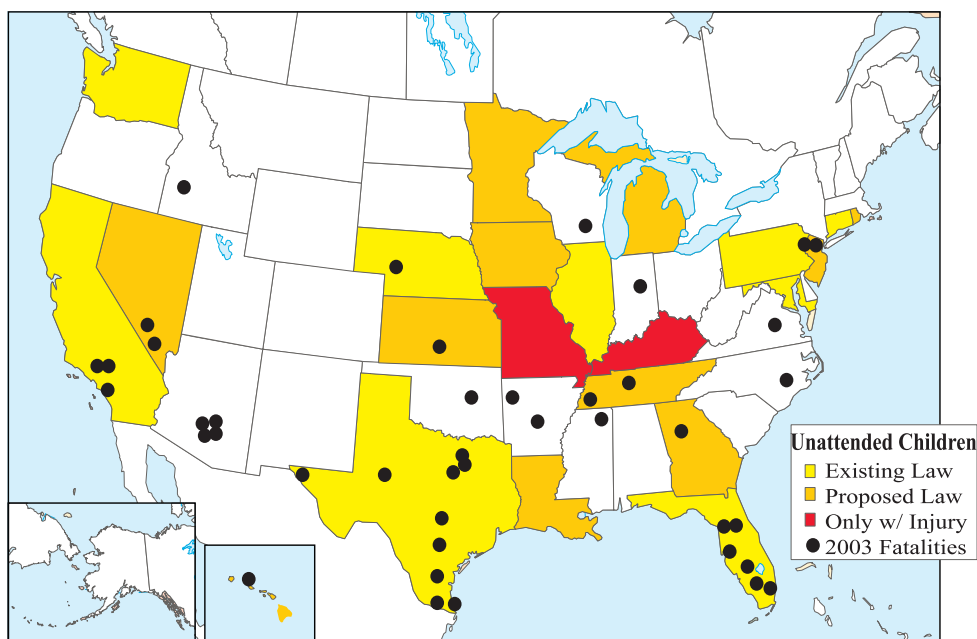 Unattended Children
Existing Law
Proposed Law
Only w/ Injury
2003 Fatalities